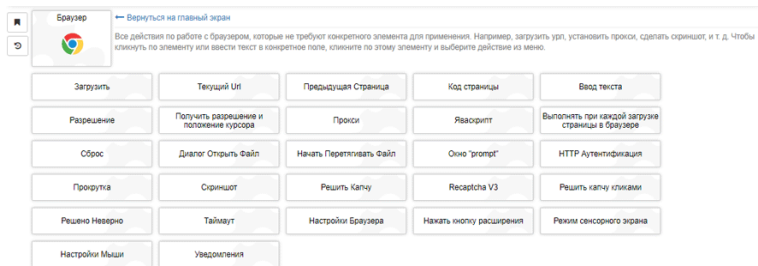 Браузер
← Вернуться на главный экран
Все действия по работе с браузером, которые не требуют конкретного элемента для применения. Например, загрузить урл, установить прокси, сделать скриншот, и т. д. Чтобы
кликнуть по элементу или ввести текст в конкретное поле, кликните по этому элементу и выберите действие из меню.
Загрузить
Текущий Url
Предыдущая Страница
Код страницы
Ввод текста
Разрешение
Получить разрешение и
положение курсора
Прокси
Яваскрипт
Выполнять при каждой загрузке
страницы в браузере
Сброс
Диалог Открыть Файл
Начать Перетягивать Файл
Окно "prompt"
HTTP Аутентификация
Прокрутка
Скриншот
Решить Капчу
Recaptcha V3
Решить капчу кликами
Решено Неверно
Таймаут
Настройки Браузера
Нажать кнопку расширения
Режим сенсорного экрана
Настройки Мыши
Уведомления